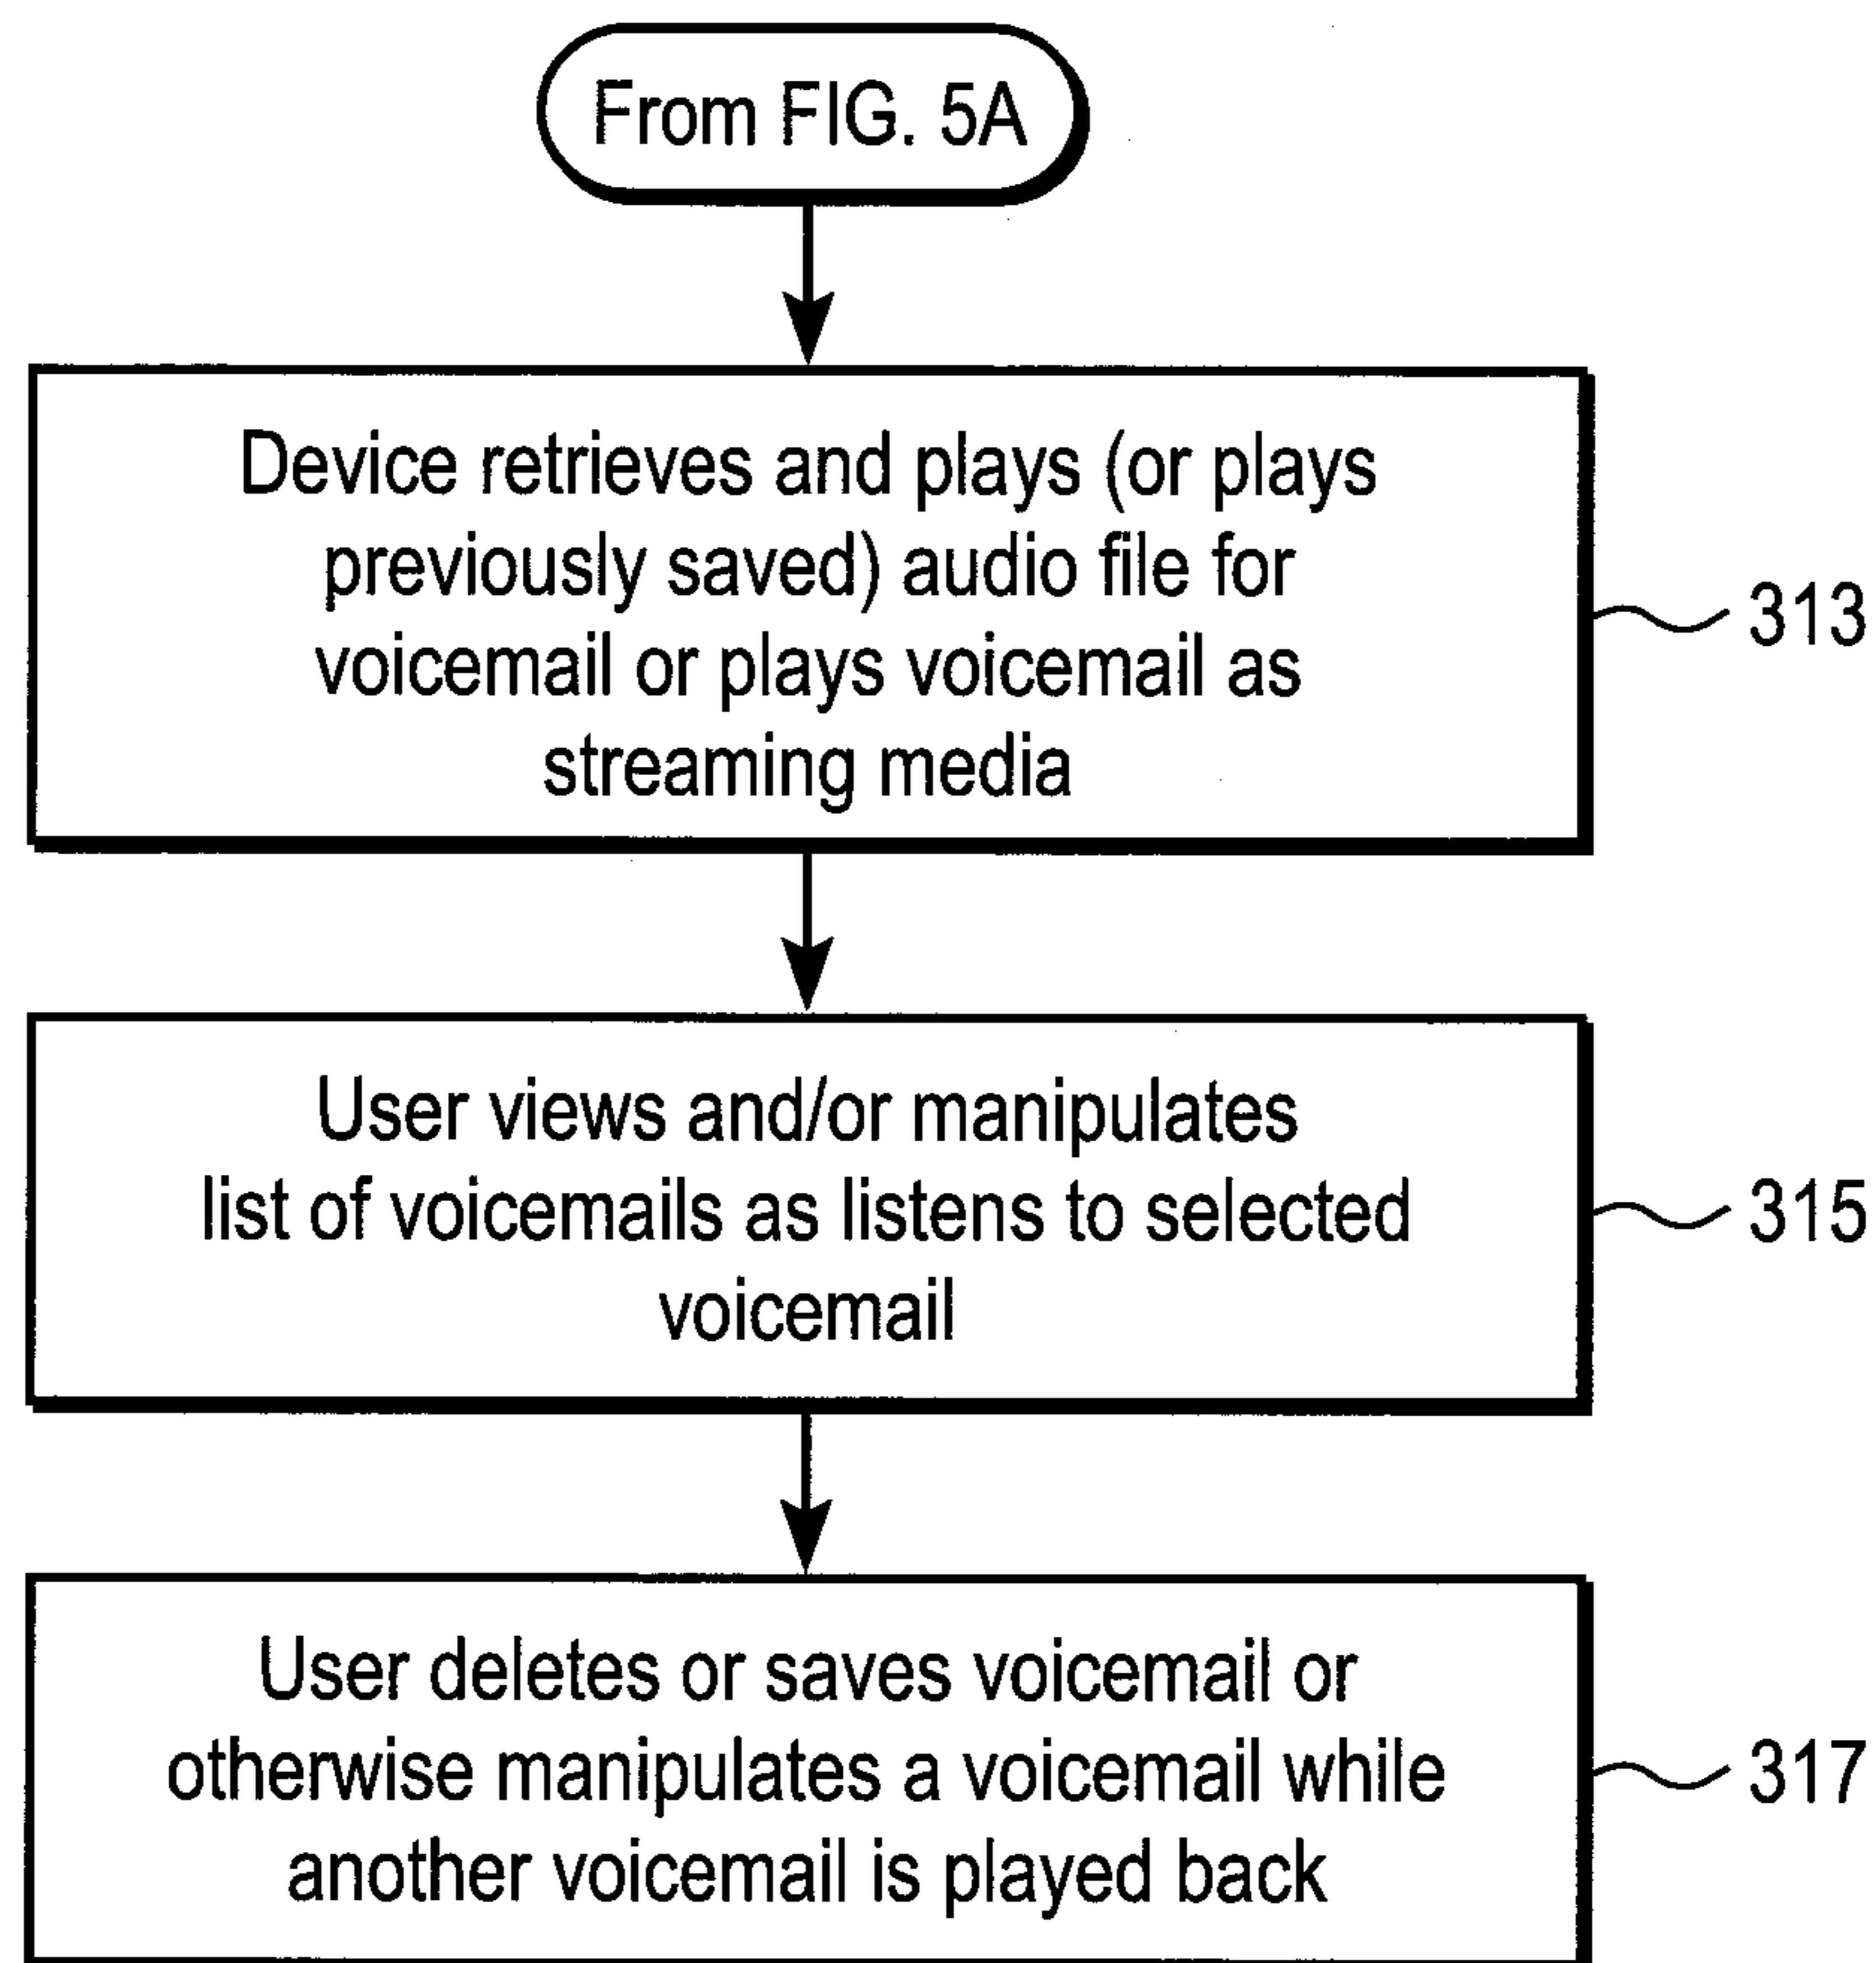 From FIG. 5A
Device retrieves and plays (or plays
previously saved) audio file for
voicemail or plays voicemail as
streaming media
313
User views and/or manipulates
list of voicemails as listens to selected
voicemail
315
User deletes or saves voicemail or
otherwise manipulates a voicemail while
another voicemail is played back
317